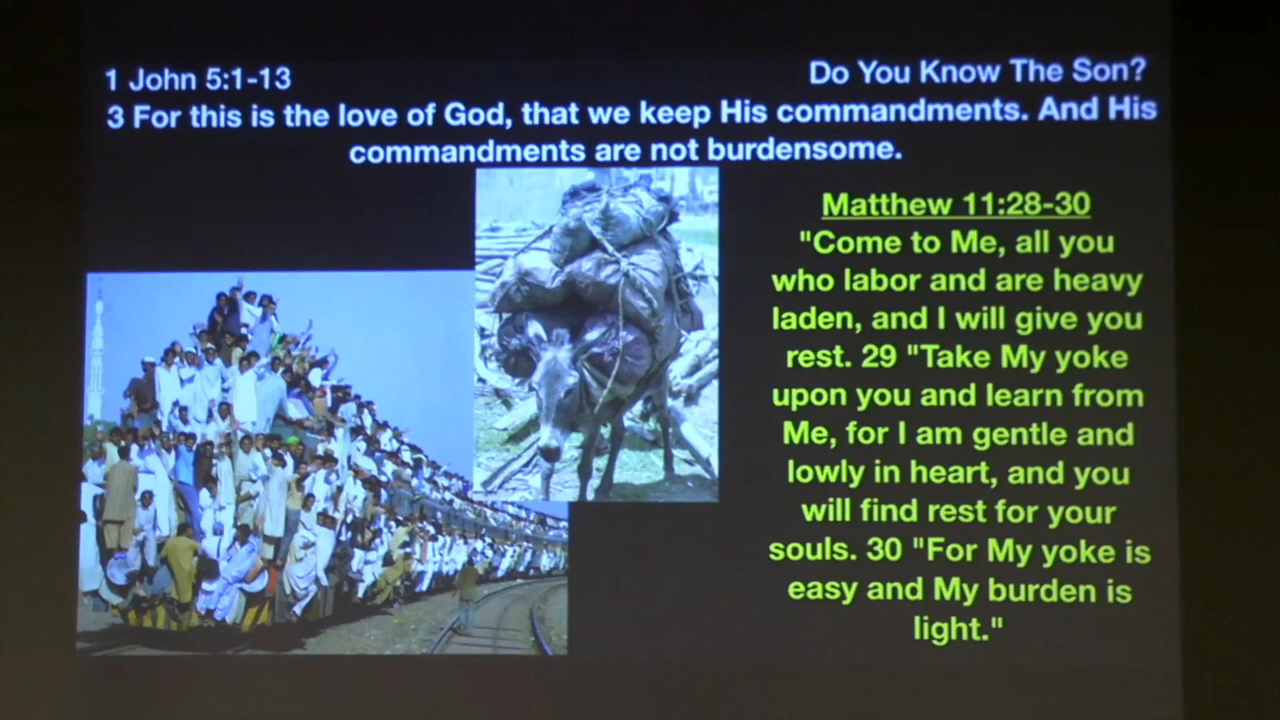 1 John 5:1-13
Do You Know The Son?
3 For this is the love of God, that we keep His commandments. And His
commandments are not burdensome.
Matthew 11:28-30
"Come to Me, all you
who labor and are heavy
laden, and I will give you
rest. 29 "Take My yoke
upon you and learn from
Me, for I am gentle and
lowly in heart, and you
will find rest for your
souls. 30 "For My yoke is
easy and My burden is
light."